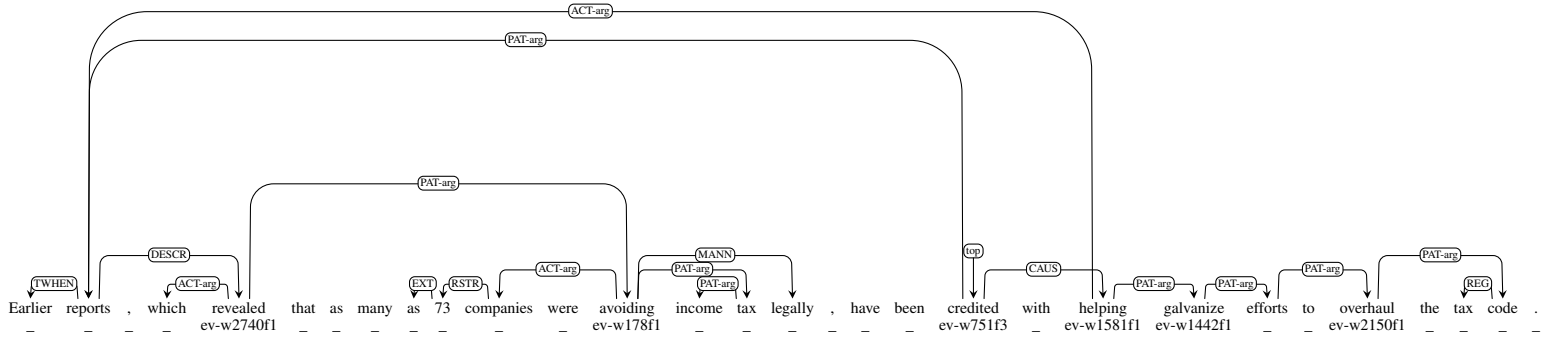 ACT-arg
PAT-arg
PAT-arg
top
DESCR MANN PAT-arg
ACT-arg PAT-arg CAUS PAT-arg
TWHEN ACT-arg EXT RSTR PAT-arg PAT-arg PAT-arg REG
Earlier reports , which revealed that as many as 73 companies were avoiding income tax legally , have been credited with helping galvanize efforts to overhaul the tax code .
_ _ _ _ ev-w2740f1 _ _ _ _ _ _ _ ev-w178f1 _ _ _ _ _ _ ev-w751f3 _ ev-w1581f1 ev-w1442f1 _ _ ev-w2150f1 _ _ _ _